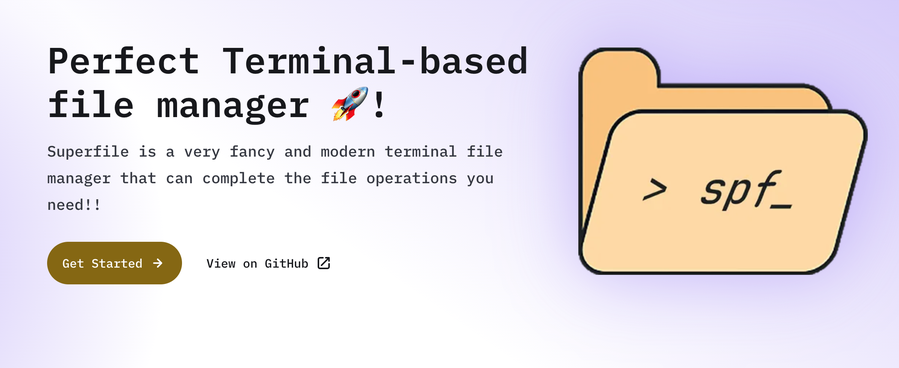 Perfect Terminal-based
file manager 🚀!
Superfile is a very fancy and modern terminal file
manager that can complete the file operations you
need!!
Get Started →
View on GitHub
> spf_